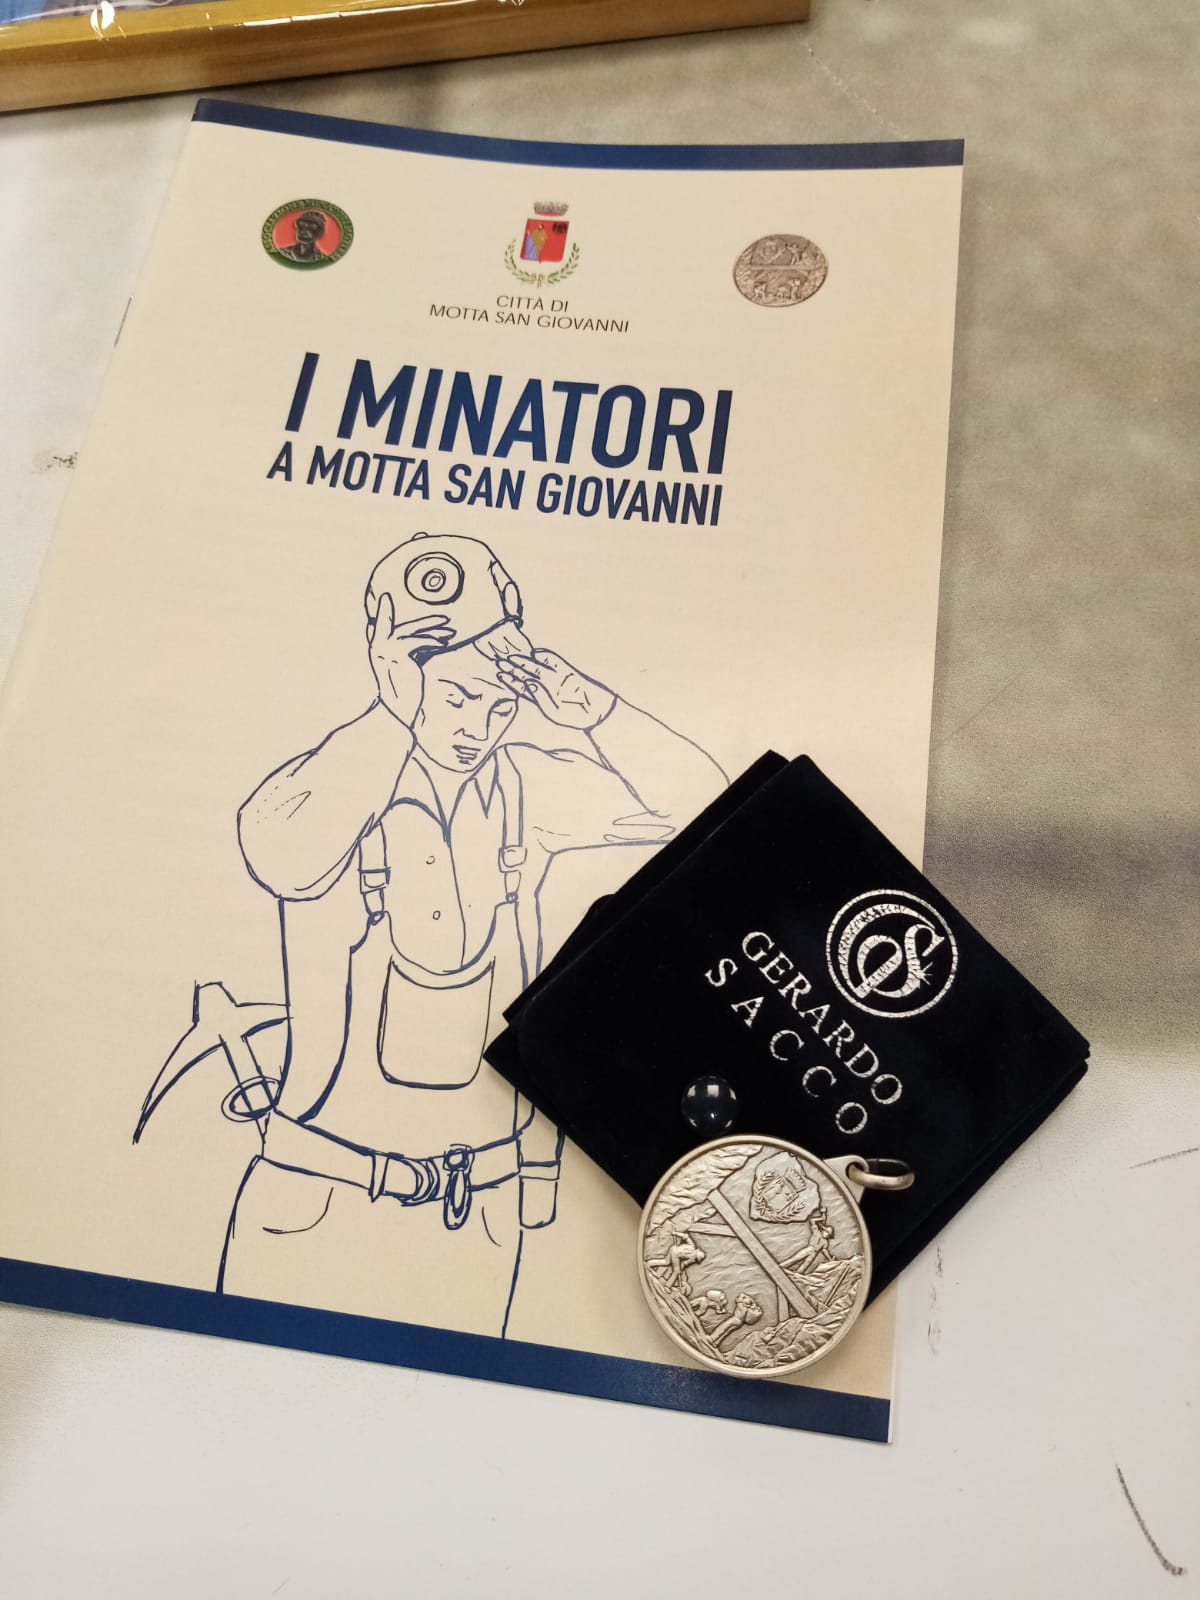 CITTÀ DI
MOTTA SAN GIOVANNI
I MINATORI
A MOTTA SAN GIOVANNI
GERARDO
SACCO